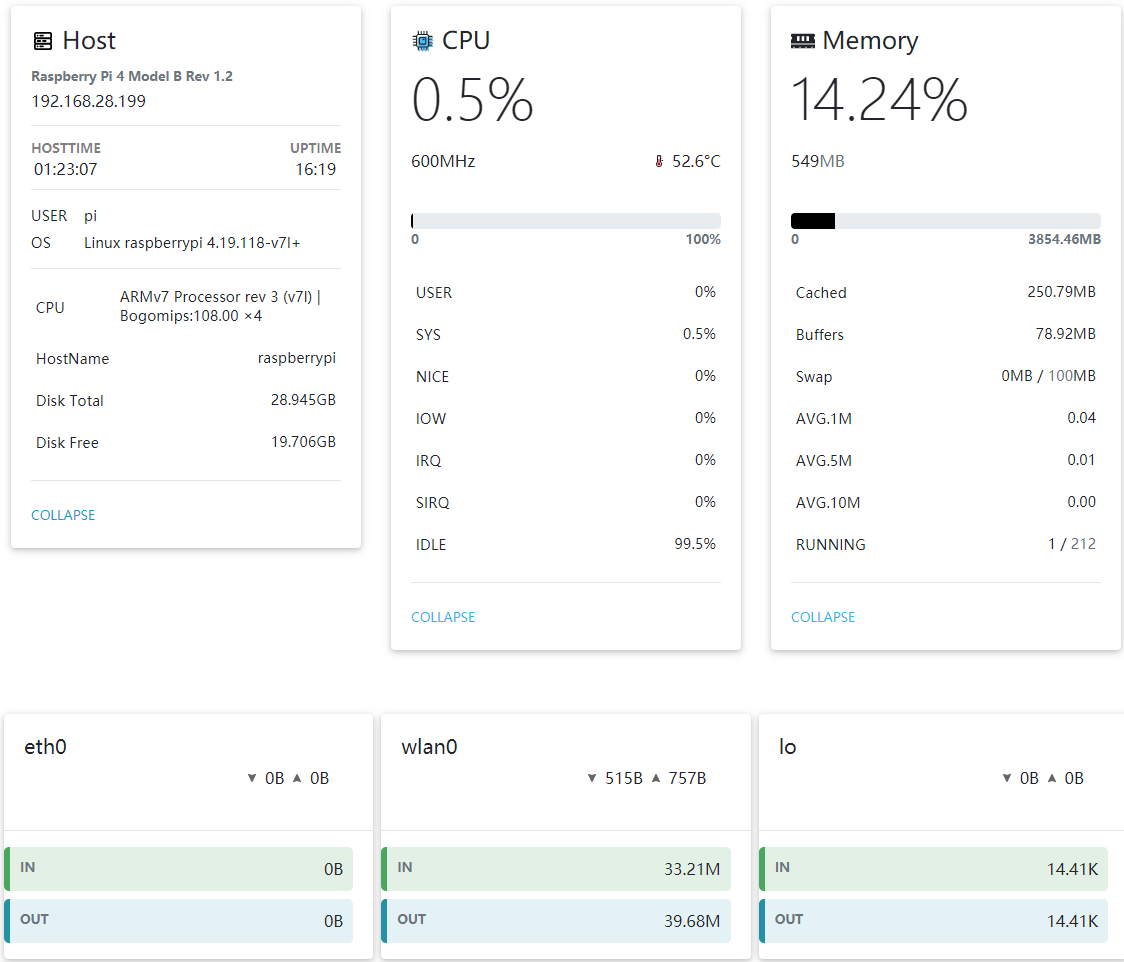 Host
Raspberry Pi 4 Model B Rev 1.2
192.168.28.199
HOSTTIME UPTIME
01:23:07 16:19
USER pi
OS Linux raspberrypi 4.19.118-v7l+
CPU ARMv7 Processor rev 3 (v7l) |
Bogomips:108.00 ×4
HostName raspberrypi
Disk Total 28.945GB
Disk Free 19.706GB
COLLAPSE
CPU
0.5%
600MHz 52.6°C
0 100%
USER 0%
SYS 0.5%
NICE 0%
IOW 0%
IRQ 0%
SIRQ 0%
IDLE 99.5%
COLLAPSE
Memory
14.24%
549MB
0 3854.46MB
Cached 250.79MB
Buffers 78.92MB
Swap 0MB / 100MB
AVG.1M 0.04
AVG.5M 0.01
AVG.10M 0.00
RUNNING 1 / 212
COLLAPSE
eth0
▼ 0B ▲ 0B
IN 0B
OUT 0B
wlan0
▼ 515B ▲ 757B
IN 33.21M
OUT 39.68M
lo
▼ 0B ▲ 0B
IN 14.41K
OUT 14.41K